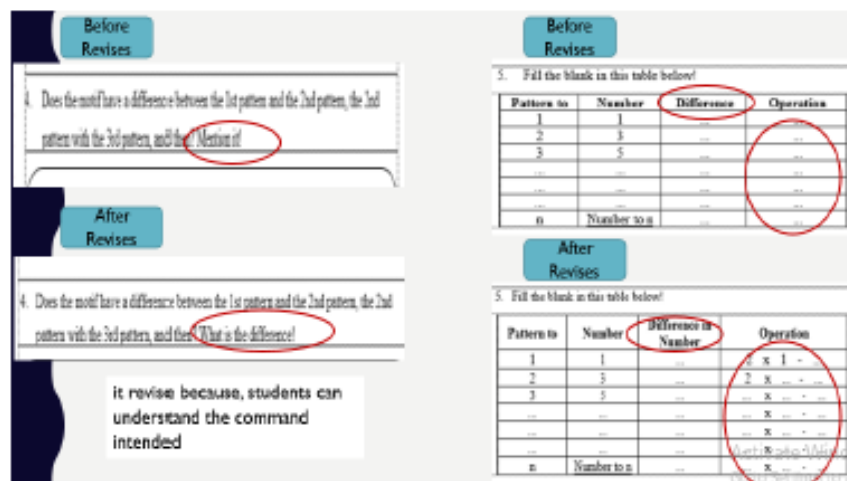 Before
Revises
4. Does the motif have a difference between the 1st pattern and the 2nd pattern, the 2nd
pattern with the 3rd pattern, and then? Mention it!
After
Revises
4. Does the motif have a difference between the 1st pattern and the 2nd pattern, the 2nd
pattern with the 3rd pattern, and then? What is the difference!
it revise because, students can
understand the command
intended
Before
Revises
5. Fill the blank in this table below!
Pattern to Number Difference Operation
1 1 ... ...
2 3 ... ...
3 5 ... ...
... ... ... ...
... ... ... ...
... ... ... ...
n Number to n ... ...
After
Revises
5. Fill the blank in this table below!
Pattern to Number Difference in Number Operation
1 1 ... 2 x 1 - ...
2 3 ... 2 x ... - ...
3 5 ... ... x ... - ...
... ... ... ... x ... - ...
... ... ... ... x ... - ...
... ... ... ... x ... - ...
n Number to n ... ... x ... - ...